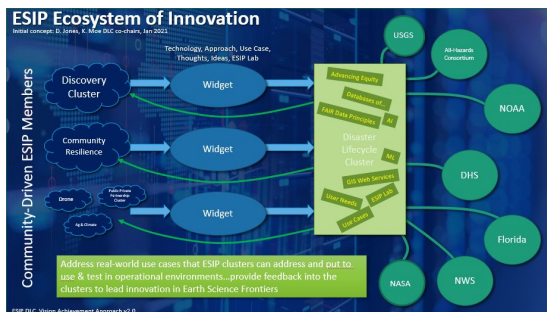 ESIP Ecosystem of Innovation
Initial concept: D. Jones, K. Moe DLC co-chairs, Jan 2021
Technology, Approach, Use Case,
Thoughts, Ideas, ESIP Lab
Community-Driven ESIP Members
Discovery
Cluster
Widget
Community
Resilience
Widget
Drone
Public-Private
Partnership
Cluster
Ag & Climate
Widget
Advancing Equity
Databases of...
AI
FAIR Data Principles
Disaster
Lifecycle
Cluster
ML
GIS Web Services
ESIP Lab
User Needs
Use Cases
USGS
All-Hazards
Consortium
NOAA
DHS
Florida
NWS
NASA
Address real-world use cases that ESIP clusters can address and put to
use & test in operational environments...provide feedback into the
clusters to lead innovation in Earth Science Frontiers
ESIP DLC Vision Achievement Approach v2.0